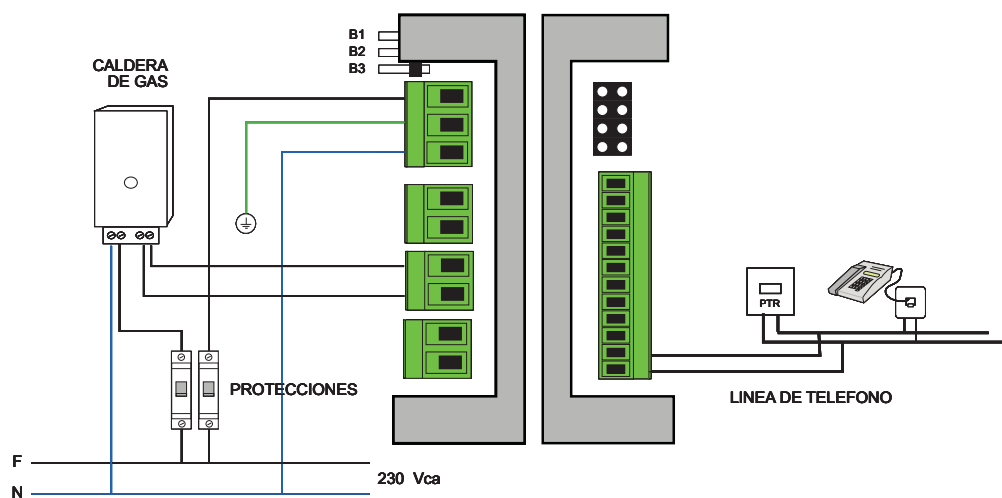 B1
B2
B3
CALDERA
DE GAS
PTR
PROTECCIONES
LINEA DE TELEFONO
F
230 Vca
N